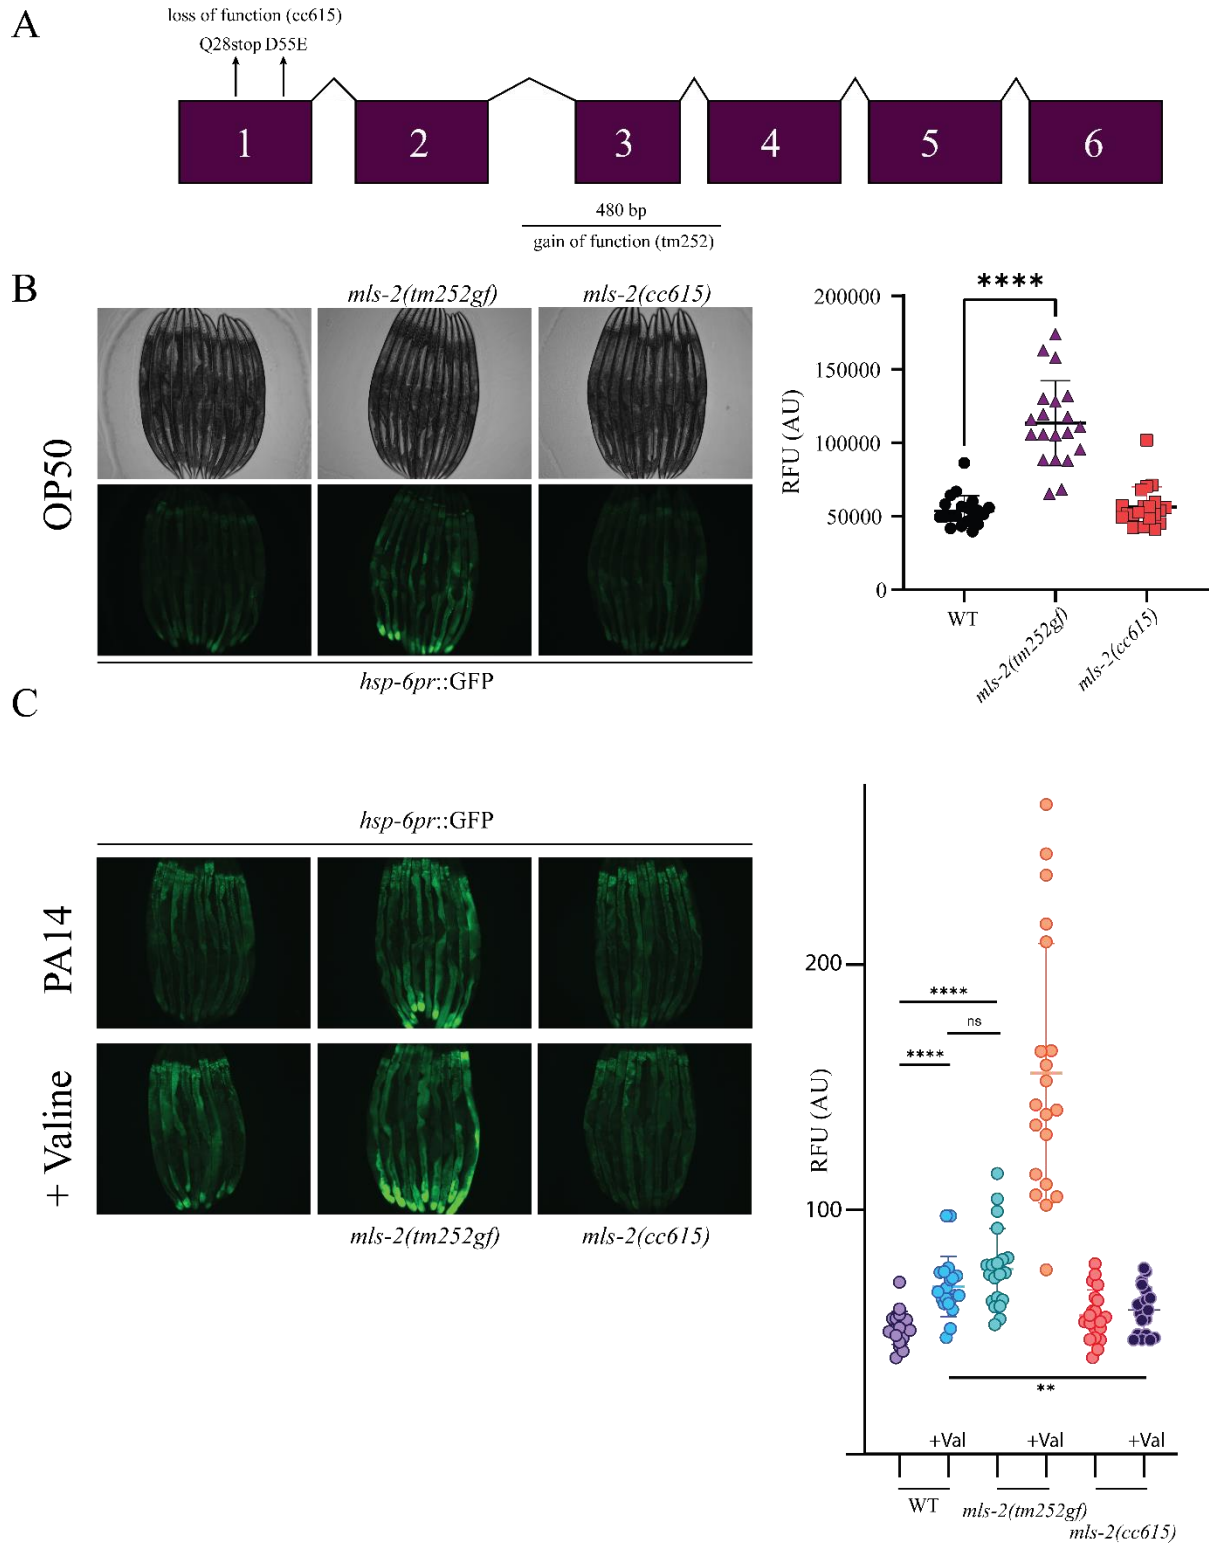 A
loss of function (cc615)
Q28stop D55E
1 2 3 4 5 6
480 bp
gain of function (tm252)
B
mls-2(tm252gf) mls-2(cc615)
OP50
hsp-6pr::GFP
****
200000
150000
100000
50000
0
RFU (AU)
WT
mls-2(tm252gf)
mls-2(cc615)
C
hsp-6pr::GFP
PA14
+ Valine
mls-2(tm252gf) mls-2(cc615)
200
100
RFU (AU)
****
ns
****
**
+Val +Val +Val
WT
mls-2(tm252gf)
mls-2(cc615)